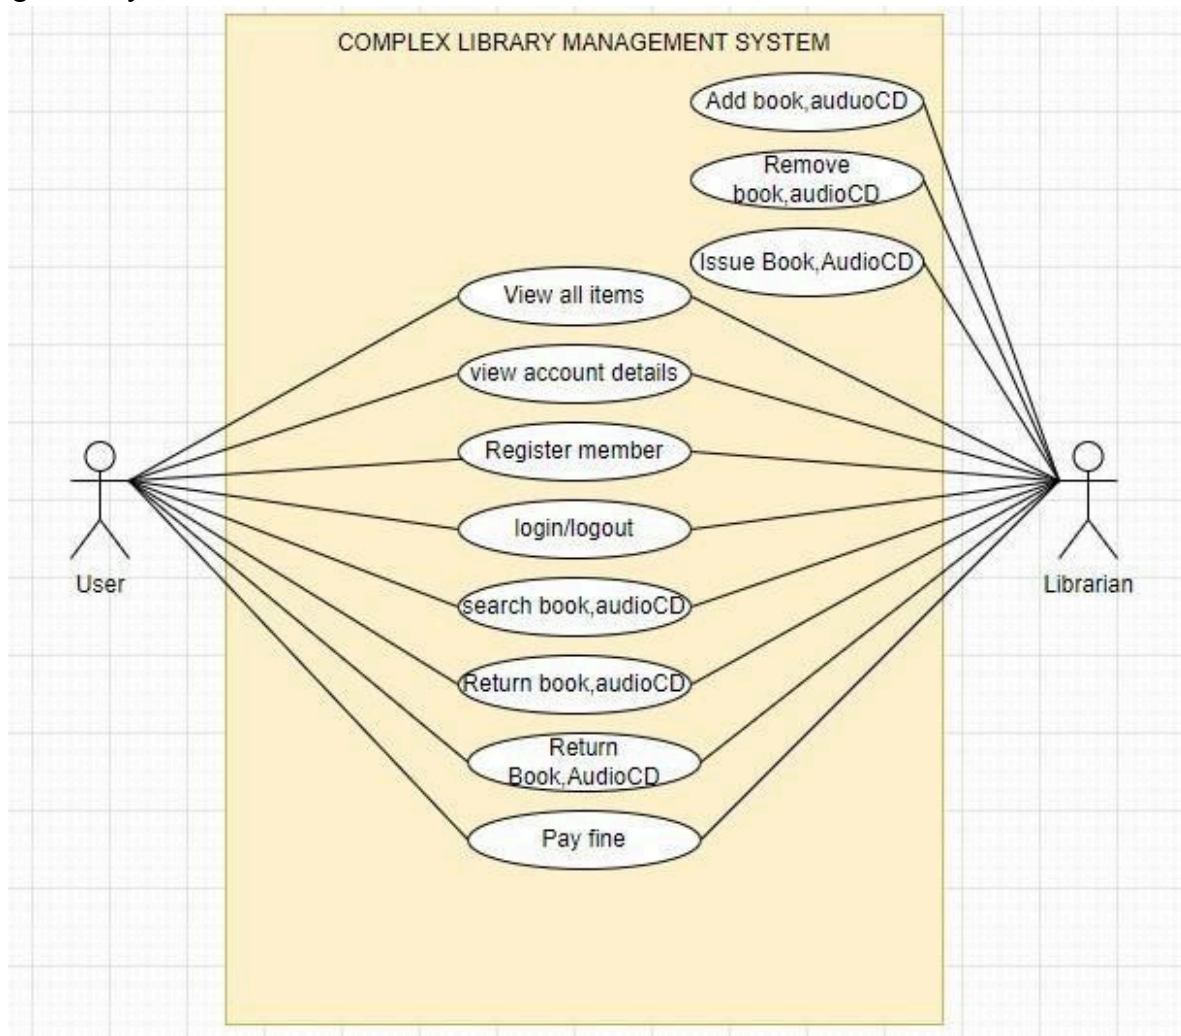 COMPLEX LIBRARY MANAGEMENT SYSTEM
Add book,auduoCD
Remove
book,audioCD
Issue Book,AudioCD
View all items
view account details
Register member
login/logout
User
Librarian
search book,audioCD
Return book,audioCD
Return
Book,AudioCD
Pay fine